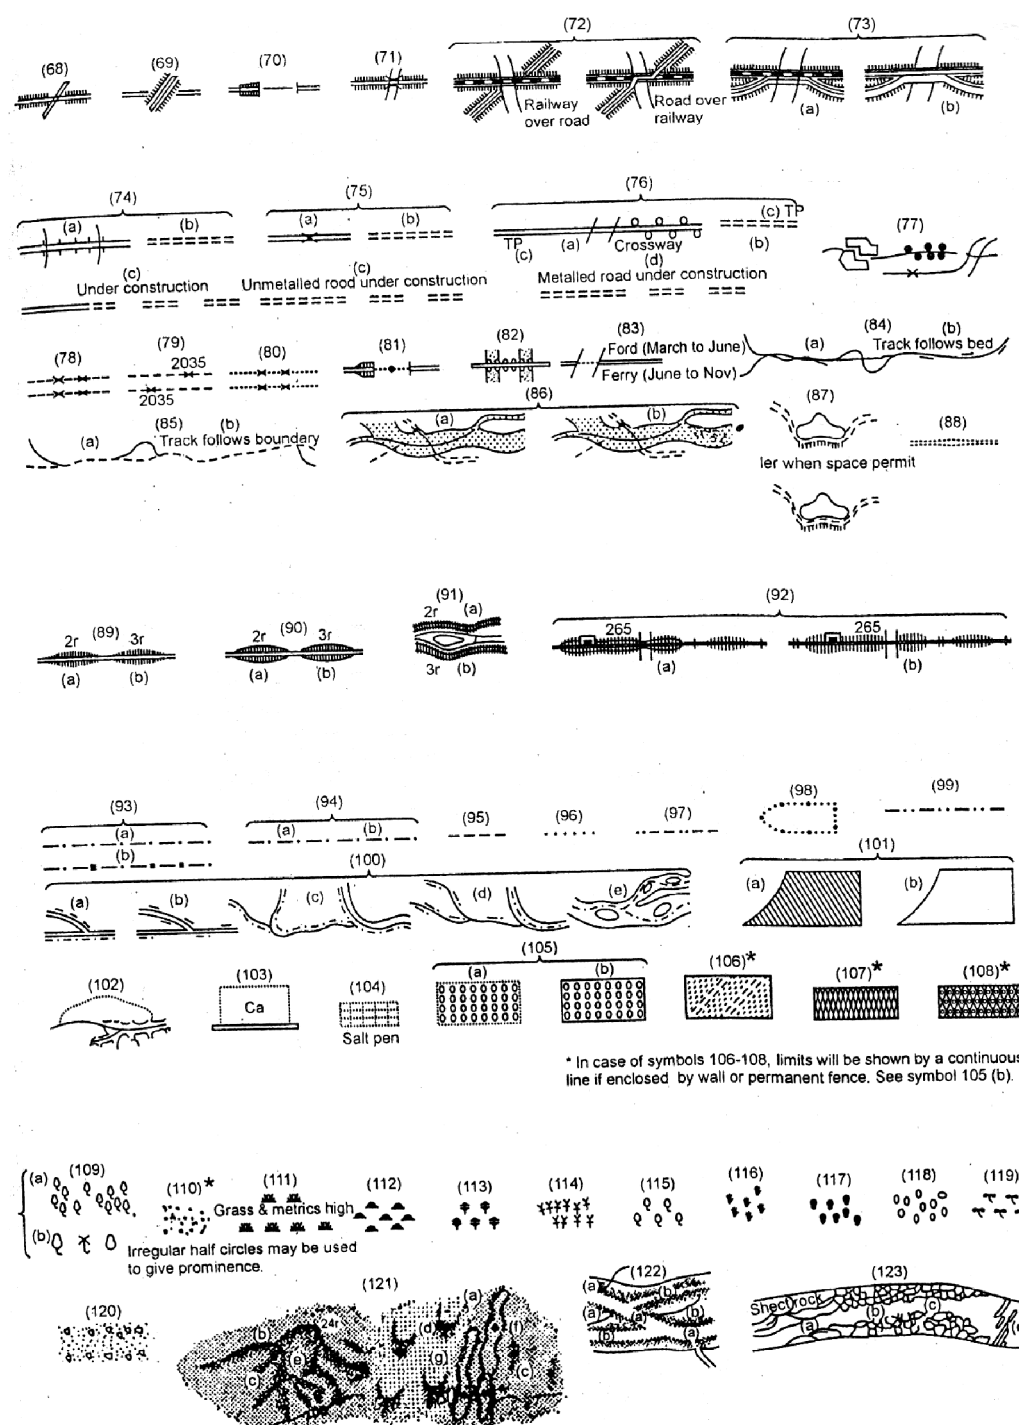 (68) (69) (70) (71) (72) (73)
Railway over road
Road over railway
(a) (b)
(74) (75) (76)
(a) (b) (a) (b) (c) TP
TP (c) (a) Crossway (b) (77)
(c) (c) (d)
Under construction Unmetalled rood under construction Metalled road under construction
(78) (79) (80) (81) (82) (83) (84)
2035
2035
Ford (March to June)
Ferry (June to Nov)
(a) (b) Track follows bed
(85) (86) (87) (88)
(a) (b) Track follows boundary
(a) (b)
ler when space permit
(89) (90) (91) (92)
2r 3r 2r 3r 2r (a) 265 265
(a) (b) (a) (b) 3r (b) (a) (b)
(93) (94) (95) (96) (97) (98) (99)
(a) (a) (b)
(b)
(100) (101)
(a) (b) (c) (d) (e) (a) (b)
(102) (103) (104) (105) (106)* (107)* (108)*
Ca (a) (b)
Salt pen
* In case of symbols 106-108, limits will be shown by a continuous
line if enclosed by wall or permanent fence. See symbol 105 (b).
(109) (110)* (111) (112) (113) (114) (115) (116) (117) (118) (119)
(a)
Grass & metrics high
(b)
Irregular half circles may be used
to give prominence.
(120) (121) (122) (123)
(a) (b) 24r (c) (d) (e) (f) (g) (c)
(a) (b) (a) (a) (b) (b) (a)
Shect rock (a) (b) (c)